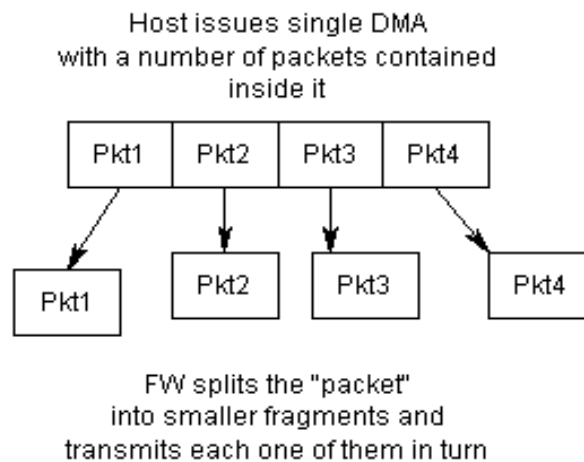 Host issues single DMA
with a number of packets contained
inside it
Pkt1 Pkt2 Pkt3 Pkt4
Pkt1 Pkt2 Pkt3 Pkt4
FW splits the "packet"
into smaller fragments and
transmits each one of them in turn